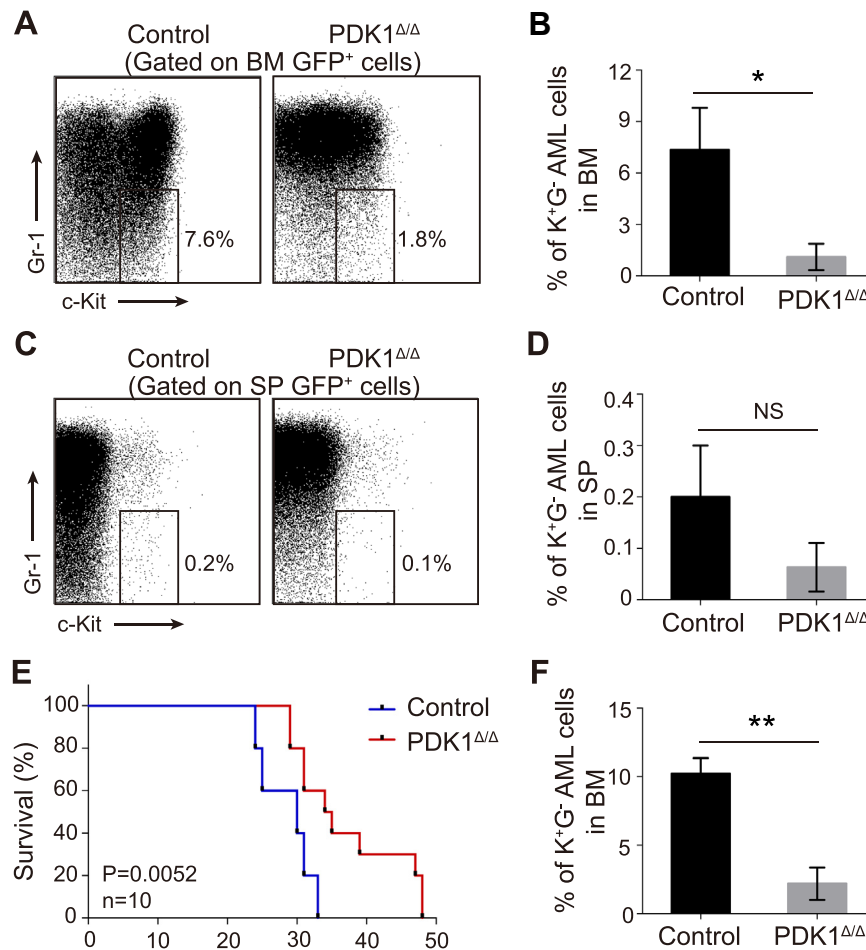 A
Control
PDK1Δ/Δ
(Gated on BM GFP+ cells)
Gr-1
7.6%
1.8%
c-Kit
B
% of K+G- AML cells
in BM
12
9
6
3
0
*
Control
PDK1Δ/Δ
C
Control
PDK1Δ/Δ
(Gated on SP GFP+ cells)
Gr-1
0.2%
0.1%
c-Kit
D
% of K+G- AML cells
in SP
0.4
0.3
0.2
0.1
0
NS
Control
PDK1Δ/Δ
E
Survival (%)
100
80
60
40
20
0
Control
PDK1Δ/Δ
P=0.0052
n=10
0
10
20
30
40
50
F
% of K+G- AML cells
in BM
15
10
5
0
**
Control
PDK1Δ/Δ